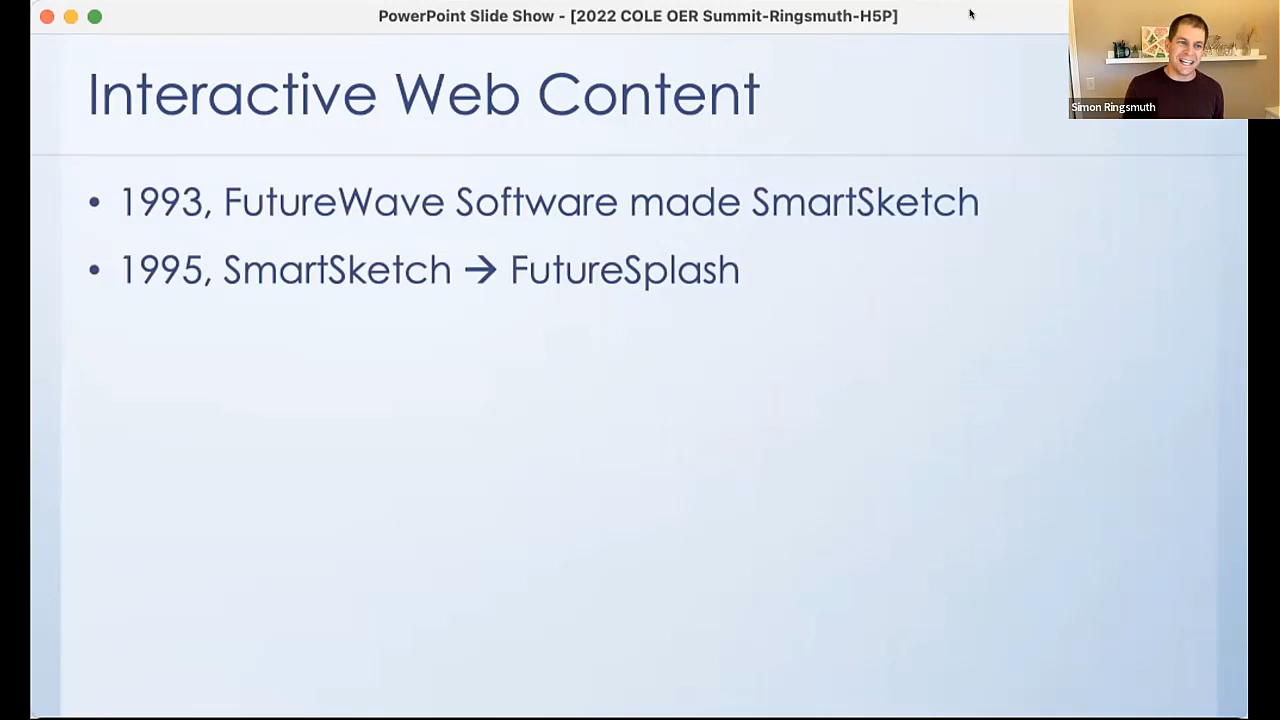 PowerPoint Slide Show - [2022 COLE OER Summit-Ringsmuth-H5P]
Simon Ringsmuth
Interactive Web Content
• 1993, FutureWave Software made SmartSketch
• 1995, SmartSketch → FutureSplash